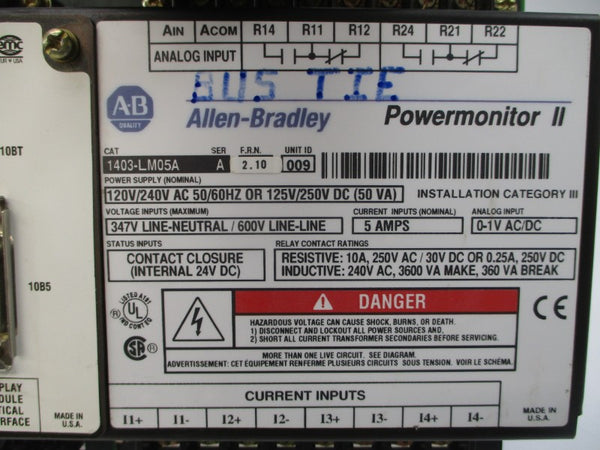 AIN ACOM R14 R11 R12 R24 R21 R22
ANALOG INPUT
BUS TIE
10BT
A-B
QUALITY
Allen-Bradley
Powermonitor II
CAT SER F.R.N. UNIT ID
1403-LM05A A 2.10 009
POWER SUPPLY (NOMINAL)
120V/240V AC 50/60HZ OR 125V/250V DC (50 VA)
INSTALLATION CATEGORY III
VOLTAGE INPUTS (MAXIMUM) CURRENT INPUTS (NOMINAL) ANALOG INPUT
347V LINE-NEUTRAL / 600V LINE-LINE 5 AMPS 0-1V AC/DC
STATUS INPUTS RELAY CONTACT RATINGS
CONTACT CLOSURE
(INTERNAL 24V DC)
RESISTIVE: 10A, 250V AC / 30V DC OR 0.25A, 250V DC
INDUCTIVE: 240V AC, 3600 VA MAKE, 360 VA BREAK
10B5
LISTED
UL
IND CONT EQ
DANGER
CE
HAZARDOUS VOLTAGE CAN CAUSE SHOCK, BURNS, OR DEATH.
1) DISCONNECT AND LOCKOUT ALL POWER SOURCES AND,
2) SHORT ALL CURRENT TRANSFORMER SECONDARIES BEFORE SERVICING.
MORE THAN ONE LIVE CIRCUIT. SEE DIAGRAM.
ADVERTISSEMENT: CET ÉQUIPEMENT RENFERME PLUSIEURS CIRCUITS SOUS TENSION. VOIR LE SCHÉMA.
CURRENT INPUTS
I1+ I1- I2+ I2- I3+ I3- I4+ I4-
MADE IN
U.S.A.
PLAY
DULE
TICAL
RFACE
MADE IN
U.S.A.